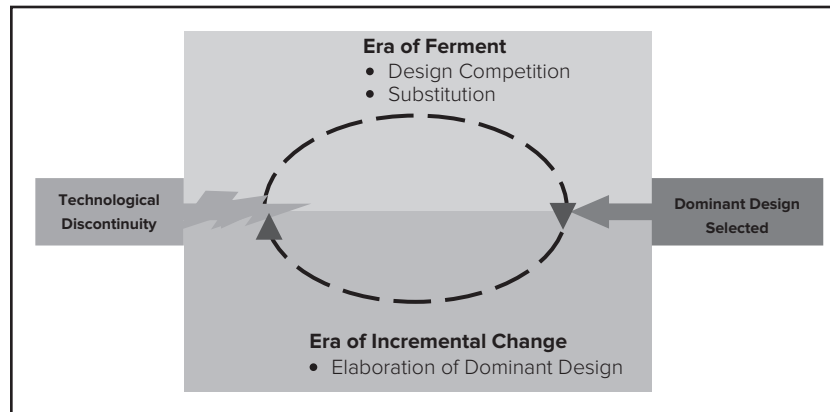 Era of Ferment
• Design Competition
• Substitution
Technological
Discontinuity
Dominant Design
Selected
Era of Incremental Change
• Elaboration of Dominant Design